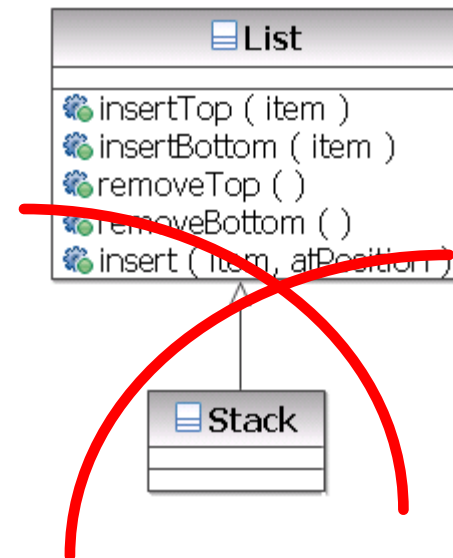 List
insertTop ( item )
insertBottom ( item )
removeTop ( )
removeBottom ( )
insert ( item, atPosition )
Stack